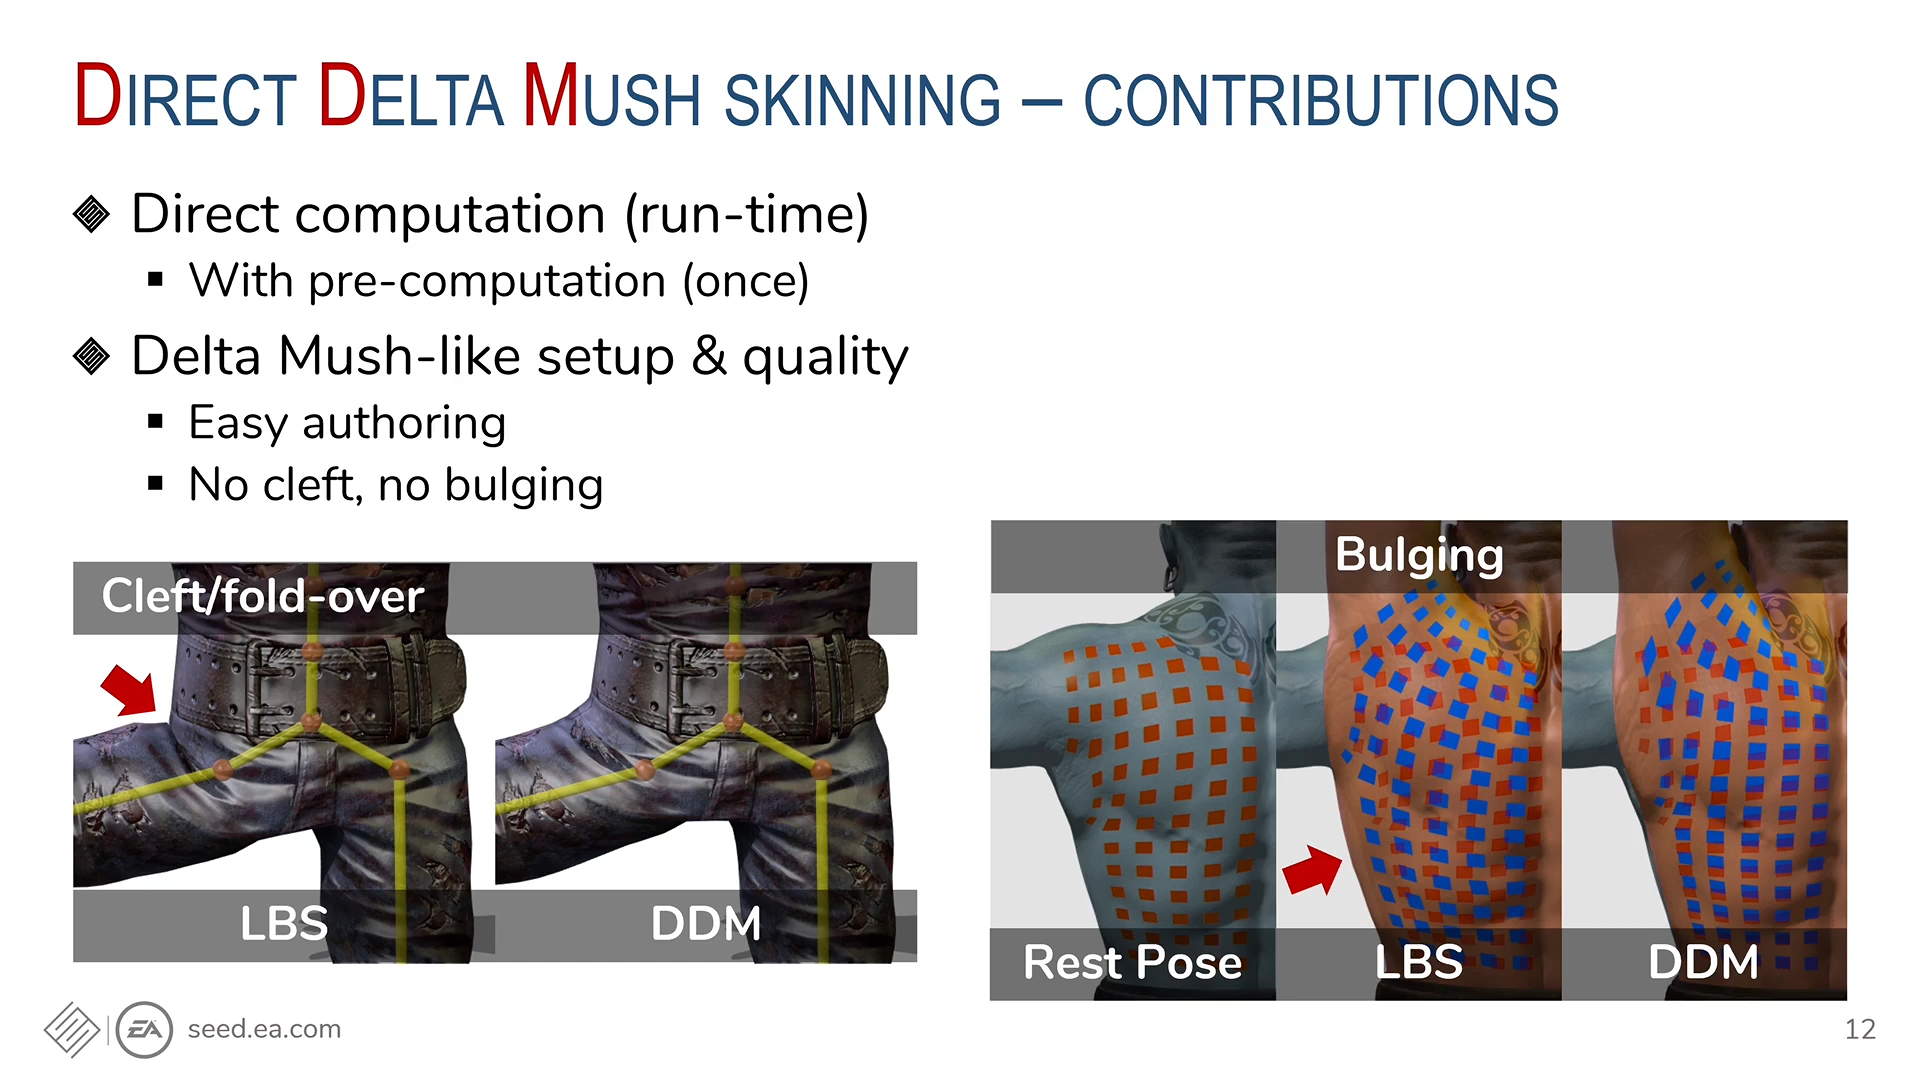 DIRECT DELTA MUSH SKINNING – CONTRIBUTIONS
Direct computation (run-time)
With pre-computation (once)
Delta Mush-like setup & quality
Easy authoring
No cleft, no bulging
Cleft/fold-over
LBS
DDM
Bulging
Rest Pose
LBS
DDM
EA
seed.ea.com
12